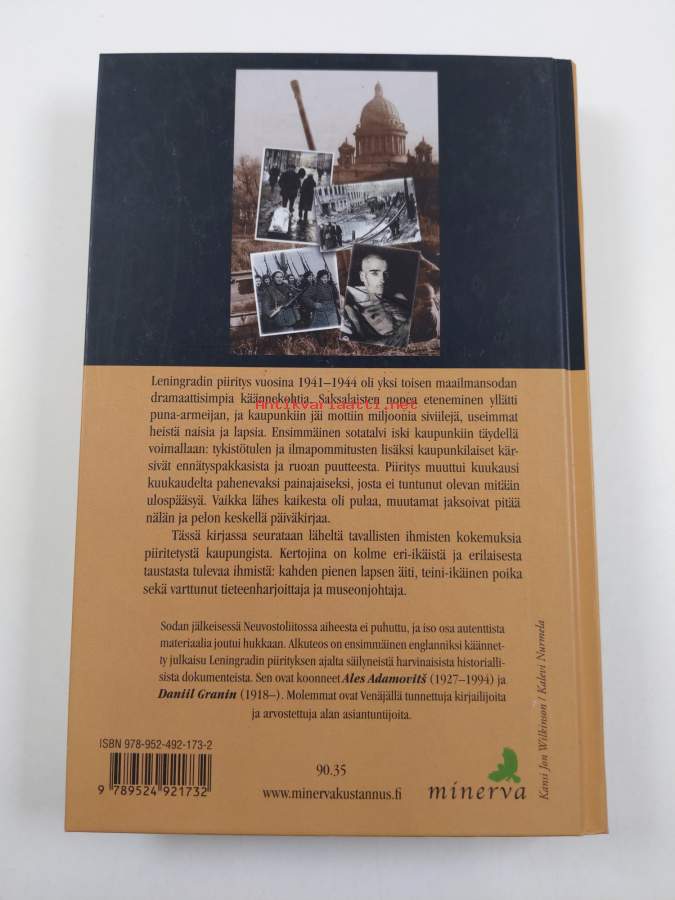 Leningradin piiritys vuosina 1941–1944 oli yksi toisen maailmansodan
dramaattisimpia käännekohtia. Saksalaisten nopea eteneminen yllätti
Antikvariaatti.net
puna-armeijan, ja kaupunkiin jäi mottiin miljoonia siviilejä, useimmat
heistä naisia ja lapsia. Ensimmäinen sotatalvi iski kaupunkiin täydellä
voimallaan: tykistötulen ja ilmapommitusten lisäksi kaupunkilaiset kär-
sivät ennätyspakkasista ja ruoan puutteesta. Piiritys muuttui kuukausi
kuukaudelta pahenevaksi painajaiseksi, josta ei tuntunut olevan mitään
ulospääsyä. Vaikka lähes kaikesta oli pulaa, muutamat jaksoivat pitää
nälän ja pelon keskellä päiväkirjaa.
Tässä kirjassa seurataan läheltä tavallisten ihmisten kokemuksia
piiritetystä kaupungista. Kertojina on kolme eri-ikäistä ja erilaisesta
taustasta tulevaa ihmistä: kahden pienen lapsen äiti, teini-ikäinen poika
sekä varttunut tieteenharjoittaja ja museonjohtaja.
Sodan jälkeisessä Neuvostoliitossa aiheesta ei puhuttu, ja iso osa autenttista
materiaalia joutui hukkaan. Alkuteos on ensimmäinen englanniksi käännet-
ty julkaisu Leningradin piirityksen ajalta säilyneistä harvinaisista historialli-
sista dokumenteista. Sen ovat koonneet Ales Adamovitš (1927–1994) ja
Daniil Granin (1918–). Molemmat ovat Venäjällä tunnettuja kirjailijoita
ja arvostettuja alan asiantuntijoita.
ISBN 978-952-492-173-2
9 789524 921732
90.35
www.minervakustannus.fi
minerva
Kansi Jon Wilkinson / Kalevi Nurmela